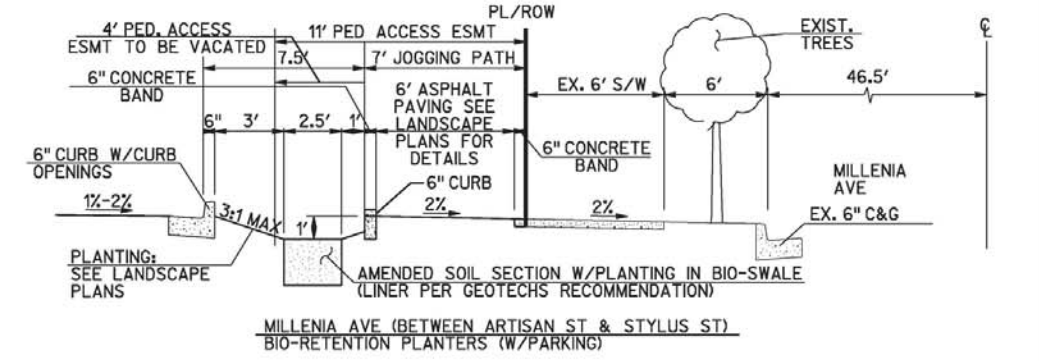 PL/ROW
4' PED. ACCESS
ESMT TO BE VACATED
11' PED ACCESS ESMT
EXIST.
TREES
℄
7.5'
7' JOGGING PATH
6" CONCRETE
BAND
6' ASPHALT
PAVING SEE
LANDSCAPE
PLANS FOR
DETAILS
EX. 6' S/W
6'
46.5'
6"
3'
2.5'
1'
6" CONCRETE
BAND
6" CURB W/CURB
OPENINGS
6" CURB
MILLENIA
AVE
1%-2%
3:1 MAX
1'
2%
2%
EX. 6" C&G
PLANTING:
SEE LANDSCAPE
PLANS
AMENDED SOIL SECTION W/PLANTING IN BIO-SWALE
(LINER PER GEOTECHS RECOMMENDATION)
MILLENIA AVE (BETWEEN ARTISAN ST & STYLUS ST)
BIO-RETENTION PLANTERS (W/PARKING)